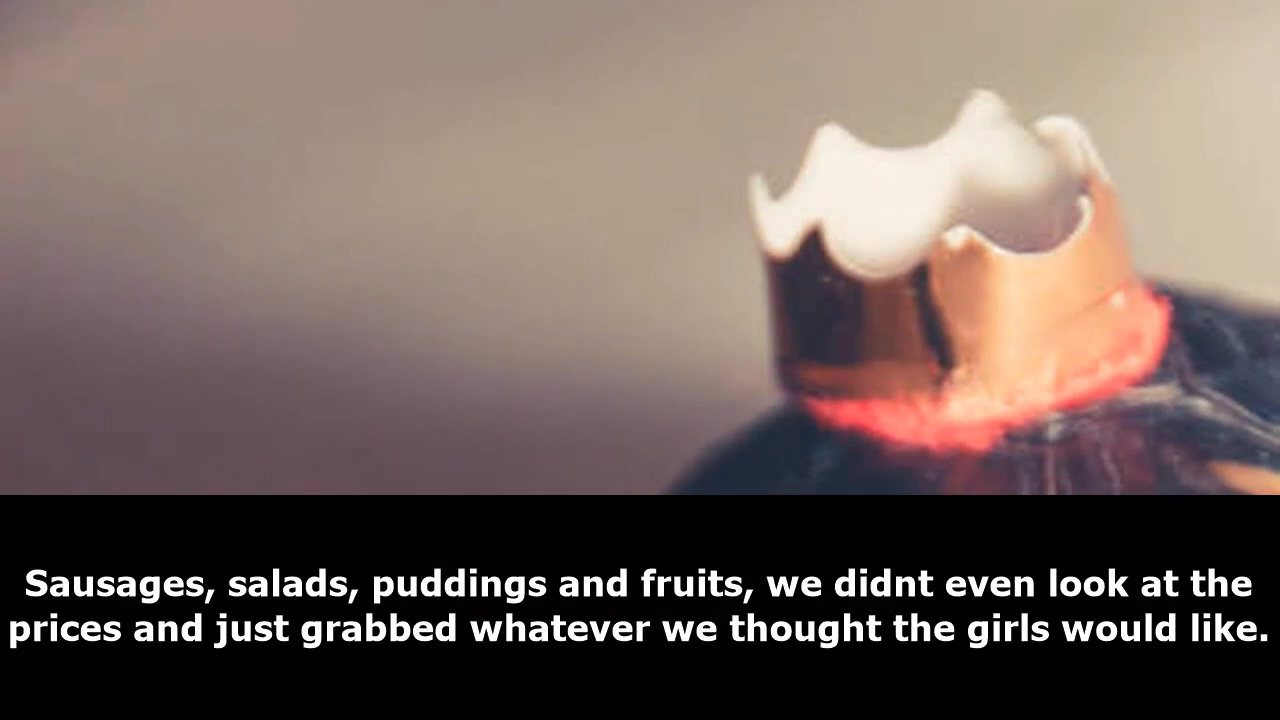 Sausages, salads, puddings and fruits, we didnt even look at the
prices and just grabbed whatever we thought the girls would like.